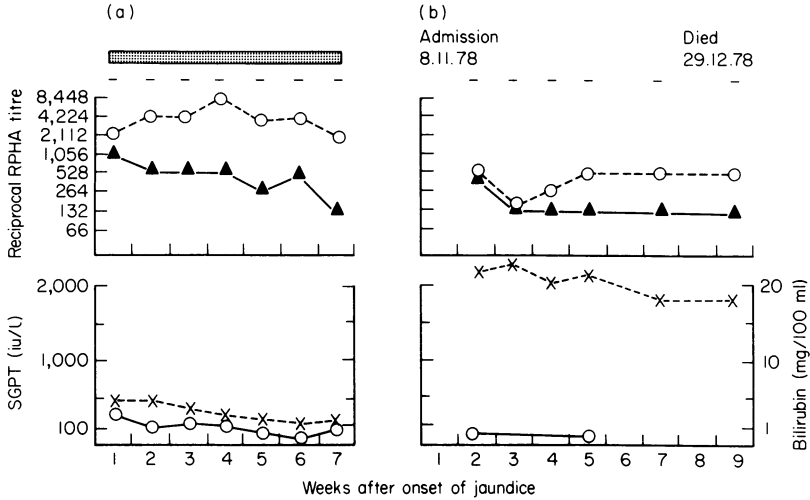 (a)
(b)
Admission
8.11.78
Died
29.12.78
Reciprocal RPHA titre
8,448
4,224
2,112
1,056
528
264
132
66
SGPT (iu/l)
2,000
1,000
100
1 2 3 4 5 6 7
1 2 3 4 5 6 7 8 9
20
10
1
Bilirubin (mg/100 ml)
Weeks after onset of jaundice